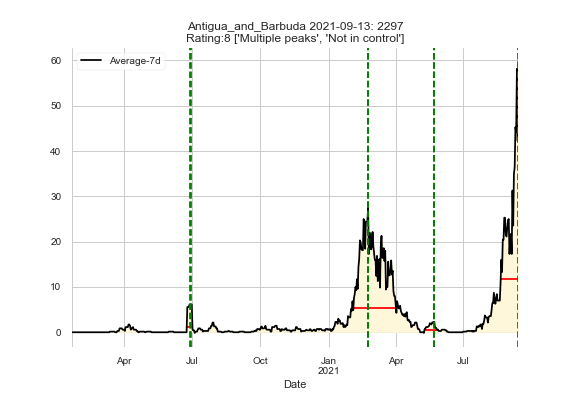 Antigua_and_Barbuda 2021-09-13: 2297
Rating:8 ['Multiple peaks', 'Not in control']
Average-7d
60
50
40
30
20
10
0
Apr Jul Oct Jan Apr Jul
2021
Date